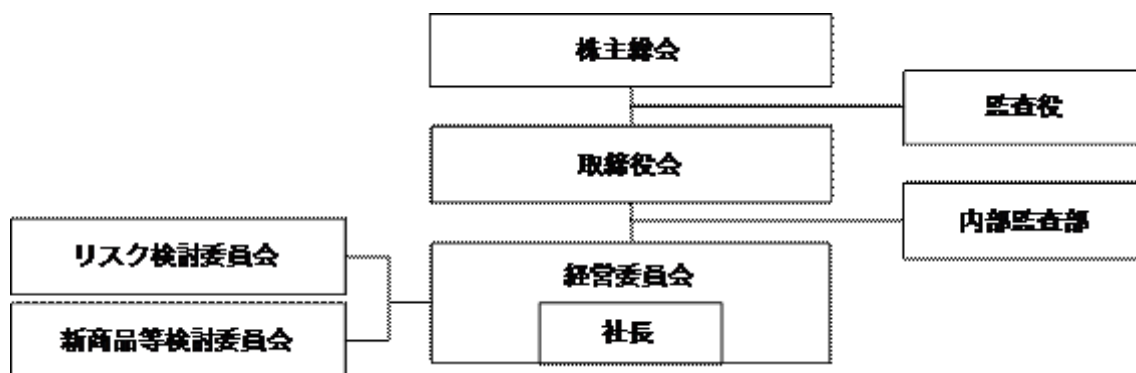 株主総会
監査役
取締役会
内部監査部
リスク検討委員会
経営委員会
新商品等検討委員会
社長